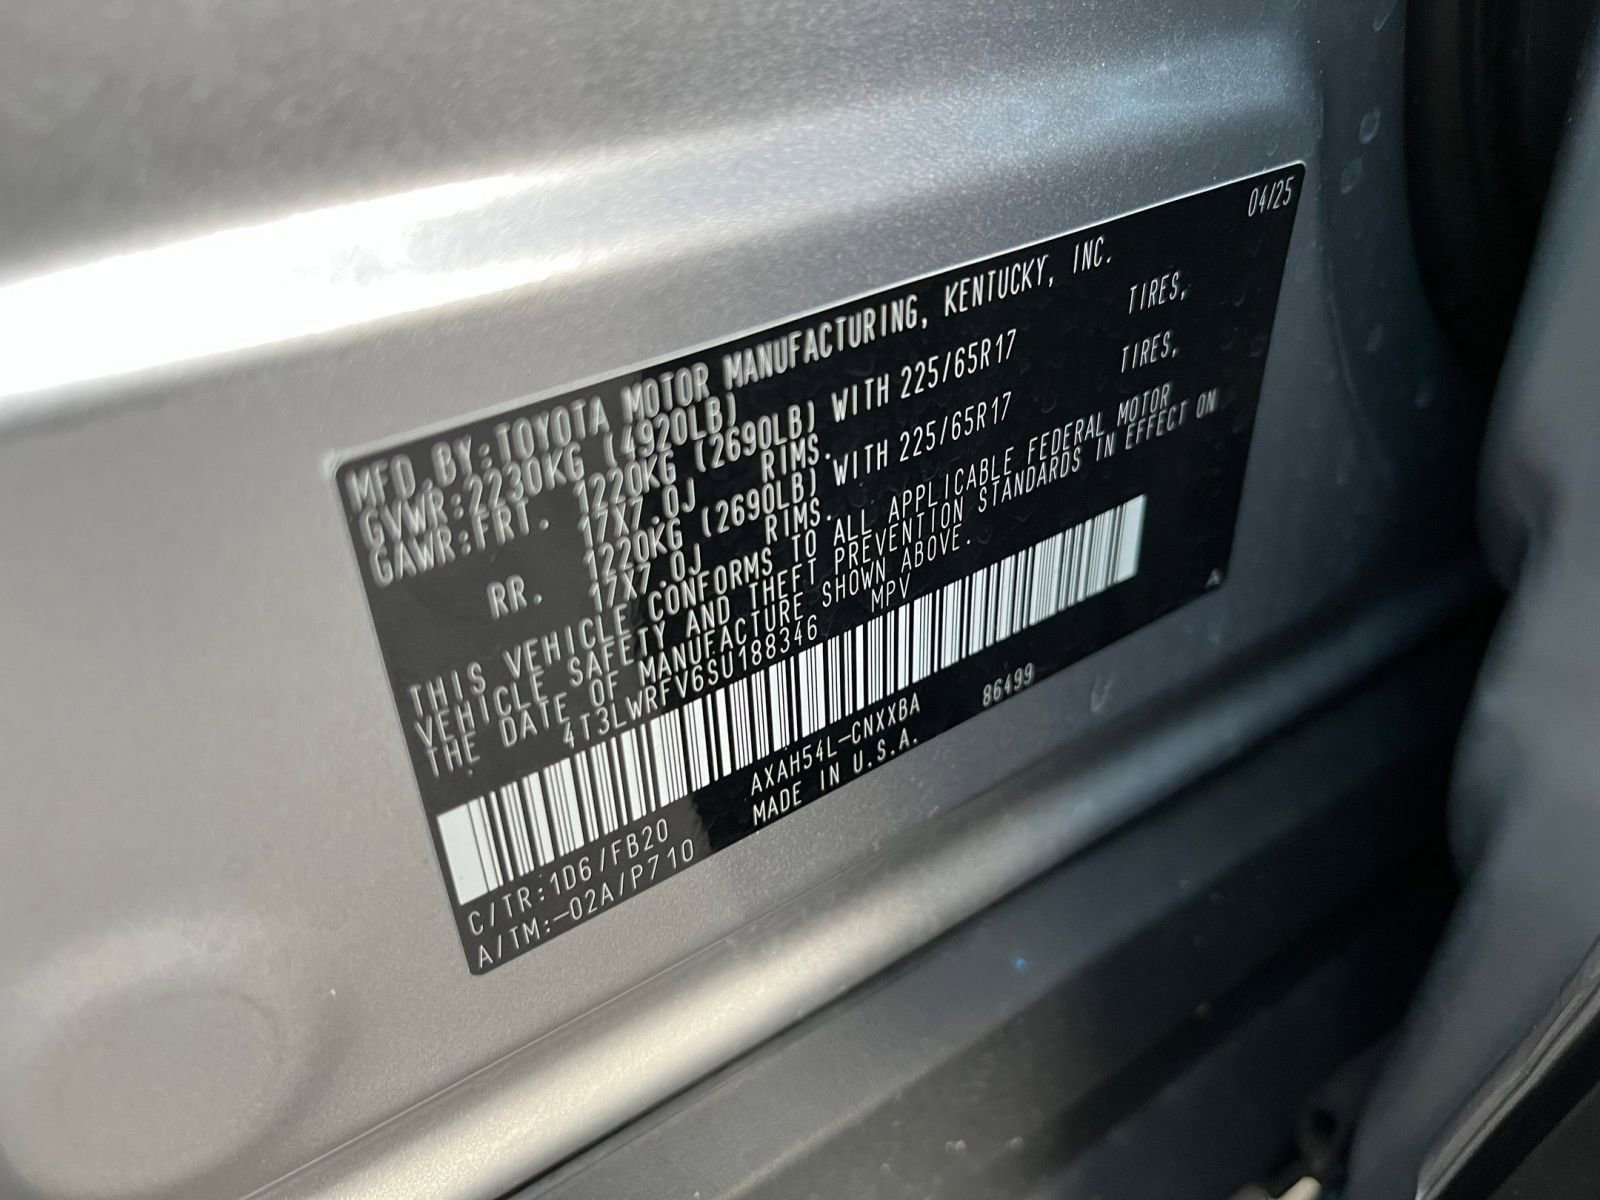 04/25
MFD. BY: TOYOTA MOTOR MANUFACTURING, KENTUCKY, INC.
GVWR: 2230KG (4920LB)
GAWR: FRT. 1220KG (2690LB) WITH 225/65R17 TIRES,
17X7.0J RIMS.
RR. 1220KG (2690LB) WITH 225/65R17 TIRES,
17X7.0J RIMS.
THIS VEHICLE CONFORMS TO ALL APPLICABLE FEDERAL MOTOR
VEHICLE SAFETY AND THEFT PREVENTION STANDARDS IN EFFECT ON
THE DATE OF MANUFACTURE SHOWN ABOVE.
4T3LWRFV6SU188346 MPV
C/TR: 1D6/FB20 AXAH54L-CNXXBA 86499
A/TM: -02A/P710 MADE IN U.S.A.